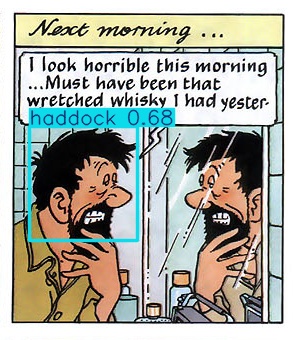 Next morning ...
I look horrible this morning
...Must have been that
wretched whisky I had yester-
haddock 0.68